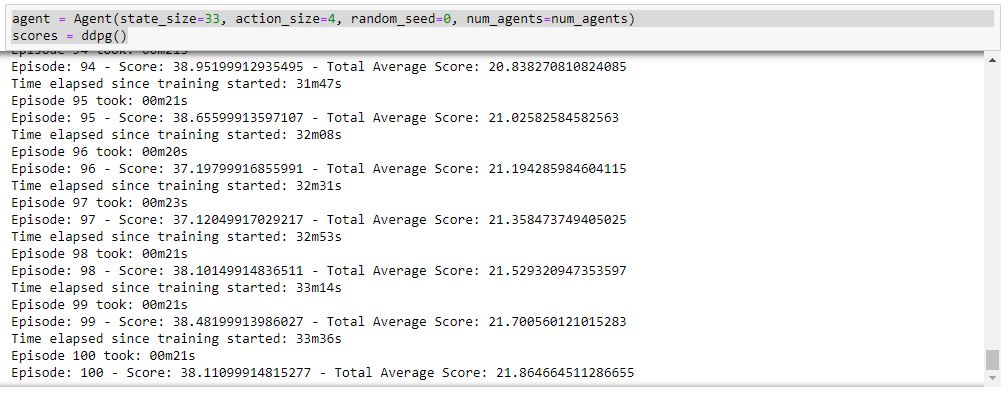 agent = Agent(state_size=33, action_size=4, random_seed=0, num_agents=num_agents)
scores = ddpg()
Episode 94 took: 00m21s
Episode: 94 - Score: 38.95199912935495 - Total Average Score: 20.838270810824085
Time elapsed since training started: 31m47s
Episode 95 took: 00m21s
Episode: 95 - Score: 38.65599913597107 - Total Average Score: 21.02582584582563
Time elapsed since training started: 32m08s
Episode 96 took: 00m20s
Episode: 96 - Score: 37.19799916855991 - Total Average Score: 21.194285984604115
Time elapsed since training started: 32m31s
Episode 97 took: 00m23s
Episode: 97 - Score: 37.12049917029217 - Total Average Score: 21.358473749405025
Time elapsed since training started: 32m53s
Episode 98 took: 00m21s
Episode: 98 - Score: 38.10149914836511 - Total Average Score: 21.529320947353597
Time elapsed since training started: 33m14s
Episode 99 took: 00m21s
Episode: 99 - Score: 38.48199913986027 - Total Average Score: 21.700560121015283
Time elapsed since training started: 33m36s
Episode 100 took: 00m21s
Episode: 100 - Score: 38.11099914815277 - Total Average Score: 21.864664511286655